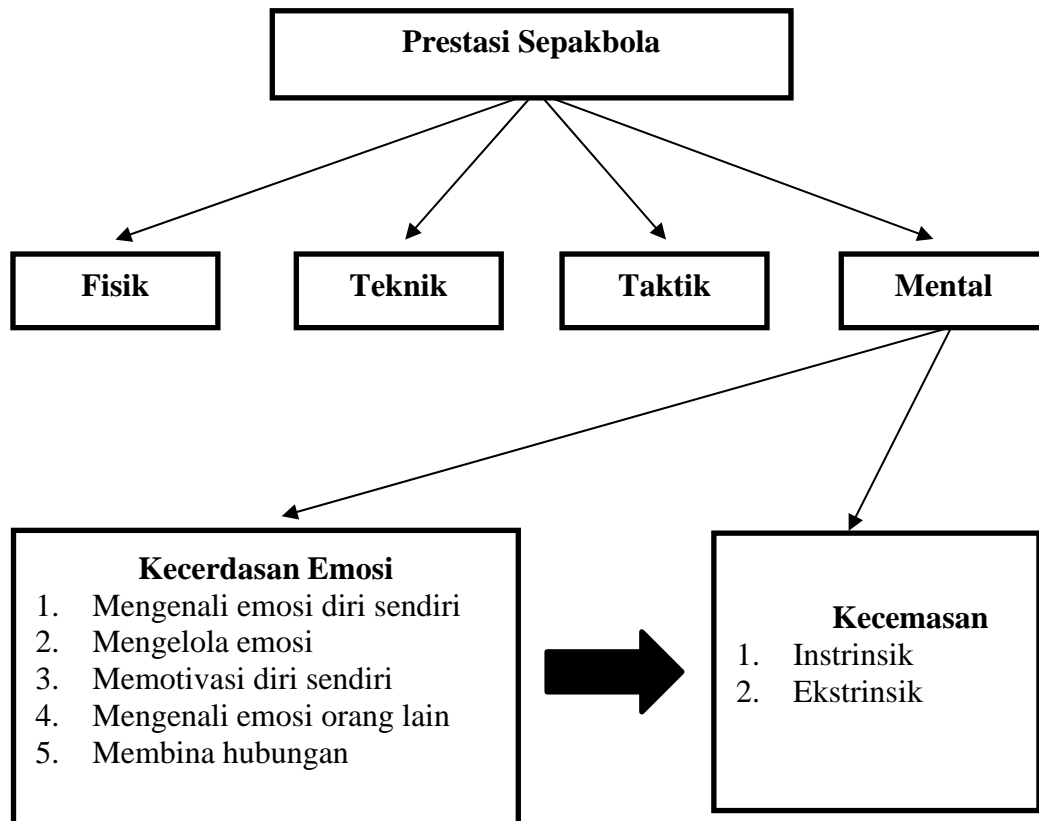 Prestasi Sepakbola
Fisik
Teknik
Taktik
Mental
Kecerdasan Emosi
1. Mengenali emosi diri sendiri
2. Mengelola emosi
3. Memotivasi diri sendiri
4. Mengenali emosi orang lain
5. Membina hubungan
Kecemasan
1. Instrinsik
2. Ekstrinsik